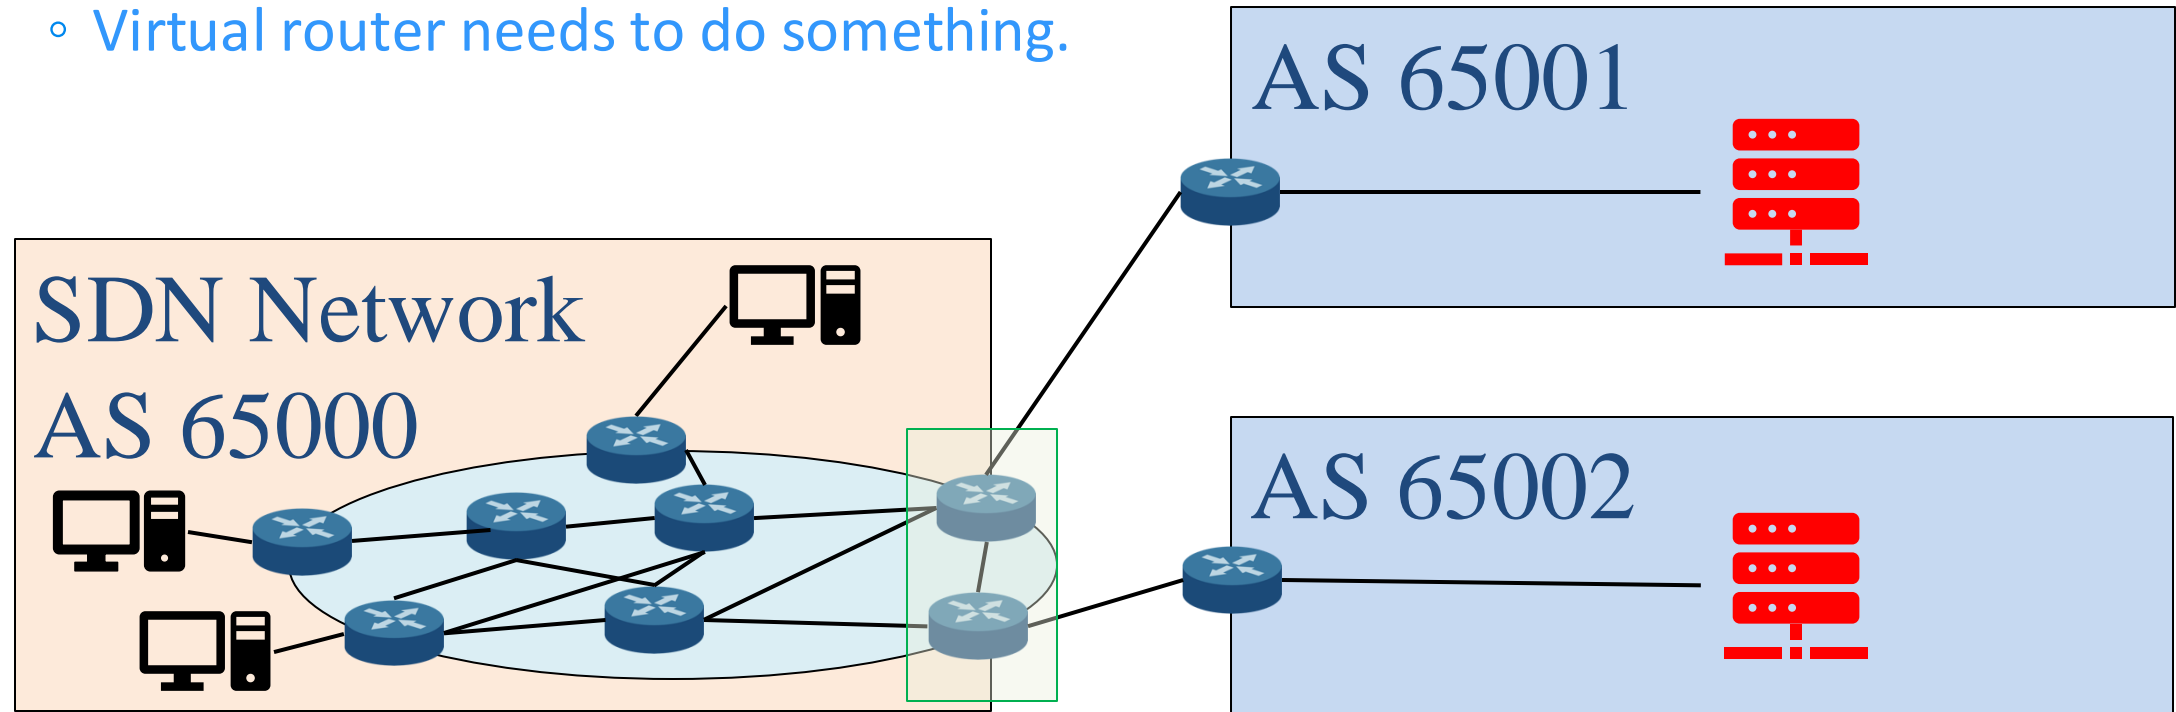 ◦ Virtual router needs to do something.
AS 65001
SDN Network
AS 65000
AS 65002